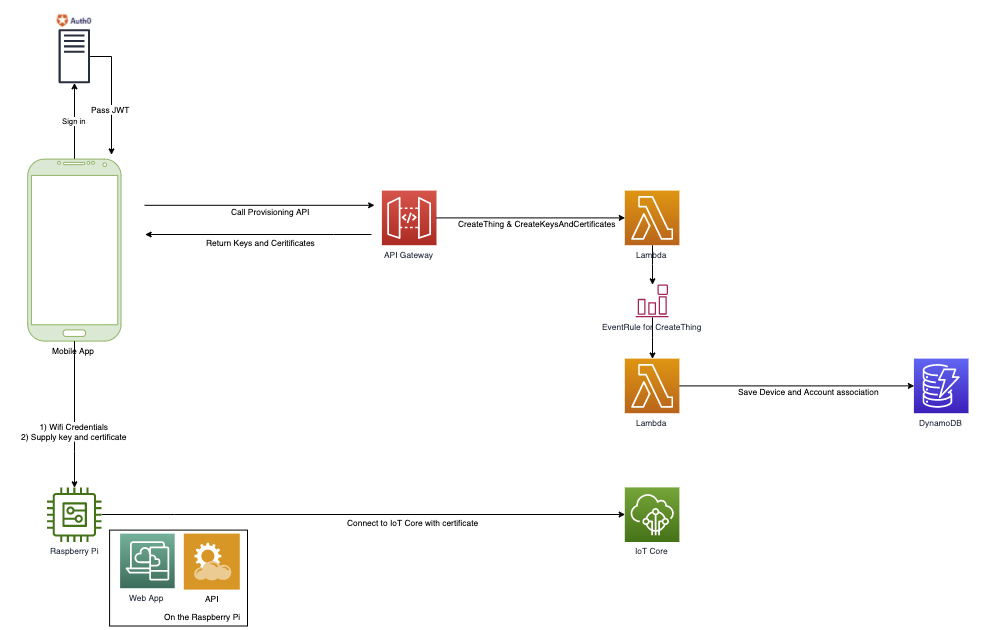 Auth0
Pass JWT
Sign in
Call Provisioning API
CreateThing & CreateKeysAndCertificates
Return Keys and Ceritificates
API Gateway
Lambda
EventRule for CreateThing
Mobile App
Save Device and Account association
Lambda
DynamoDB
1) Wifi Credentials
2) Supply key and certificate
Connect to IoT Core with certificate
Raspberry Pi
IoT Core
Web App
API
On the Raspberry Pi